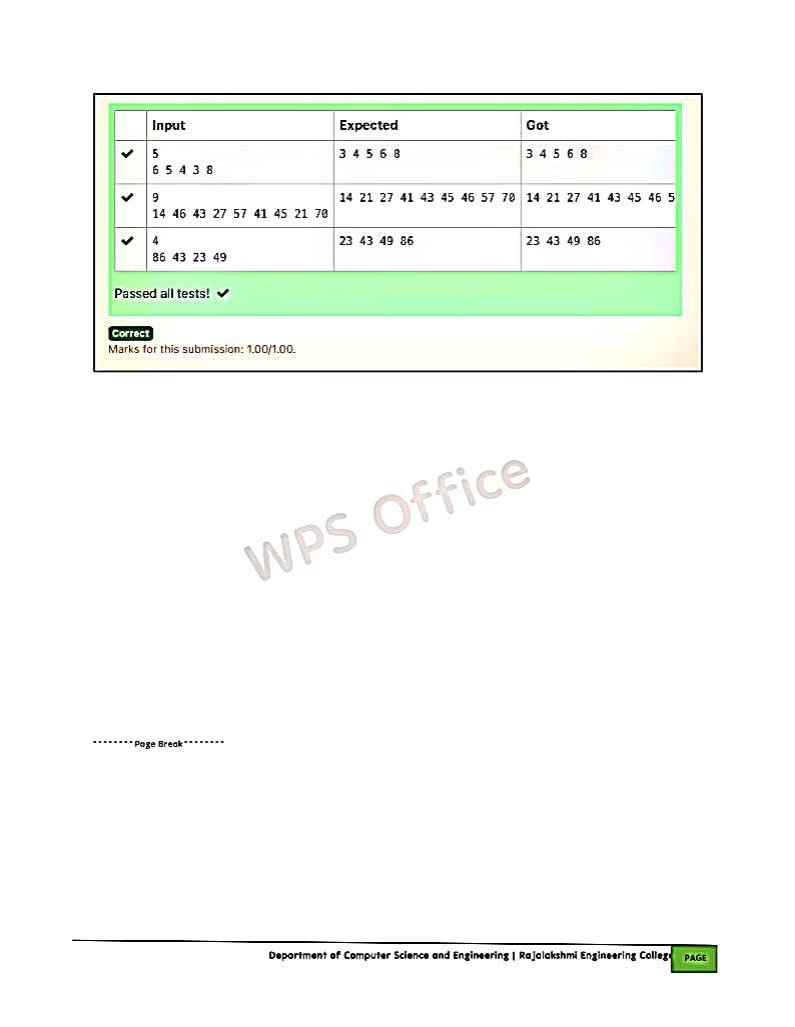 Input Expected Got
✔ 5 3 4 5 6 8 3 4 5 6 8
6 5 4 3 8
✔ 9 14 21 27 41 43 45 46 57 70 14 21 27 41 43 45 46 5
14 46 43 27 57 41 45 21 70
✔ 4 23 43 49 86 23 43 49 86
86 43 23 49
Passed all tests! ✔
Correct
Marks for this submission: 1.00/1.00.
WPS Office
--------Page Break--------
Department of Computer Science and Engineering | Rajalakshmi Engineering College PAGE